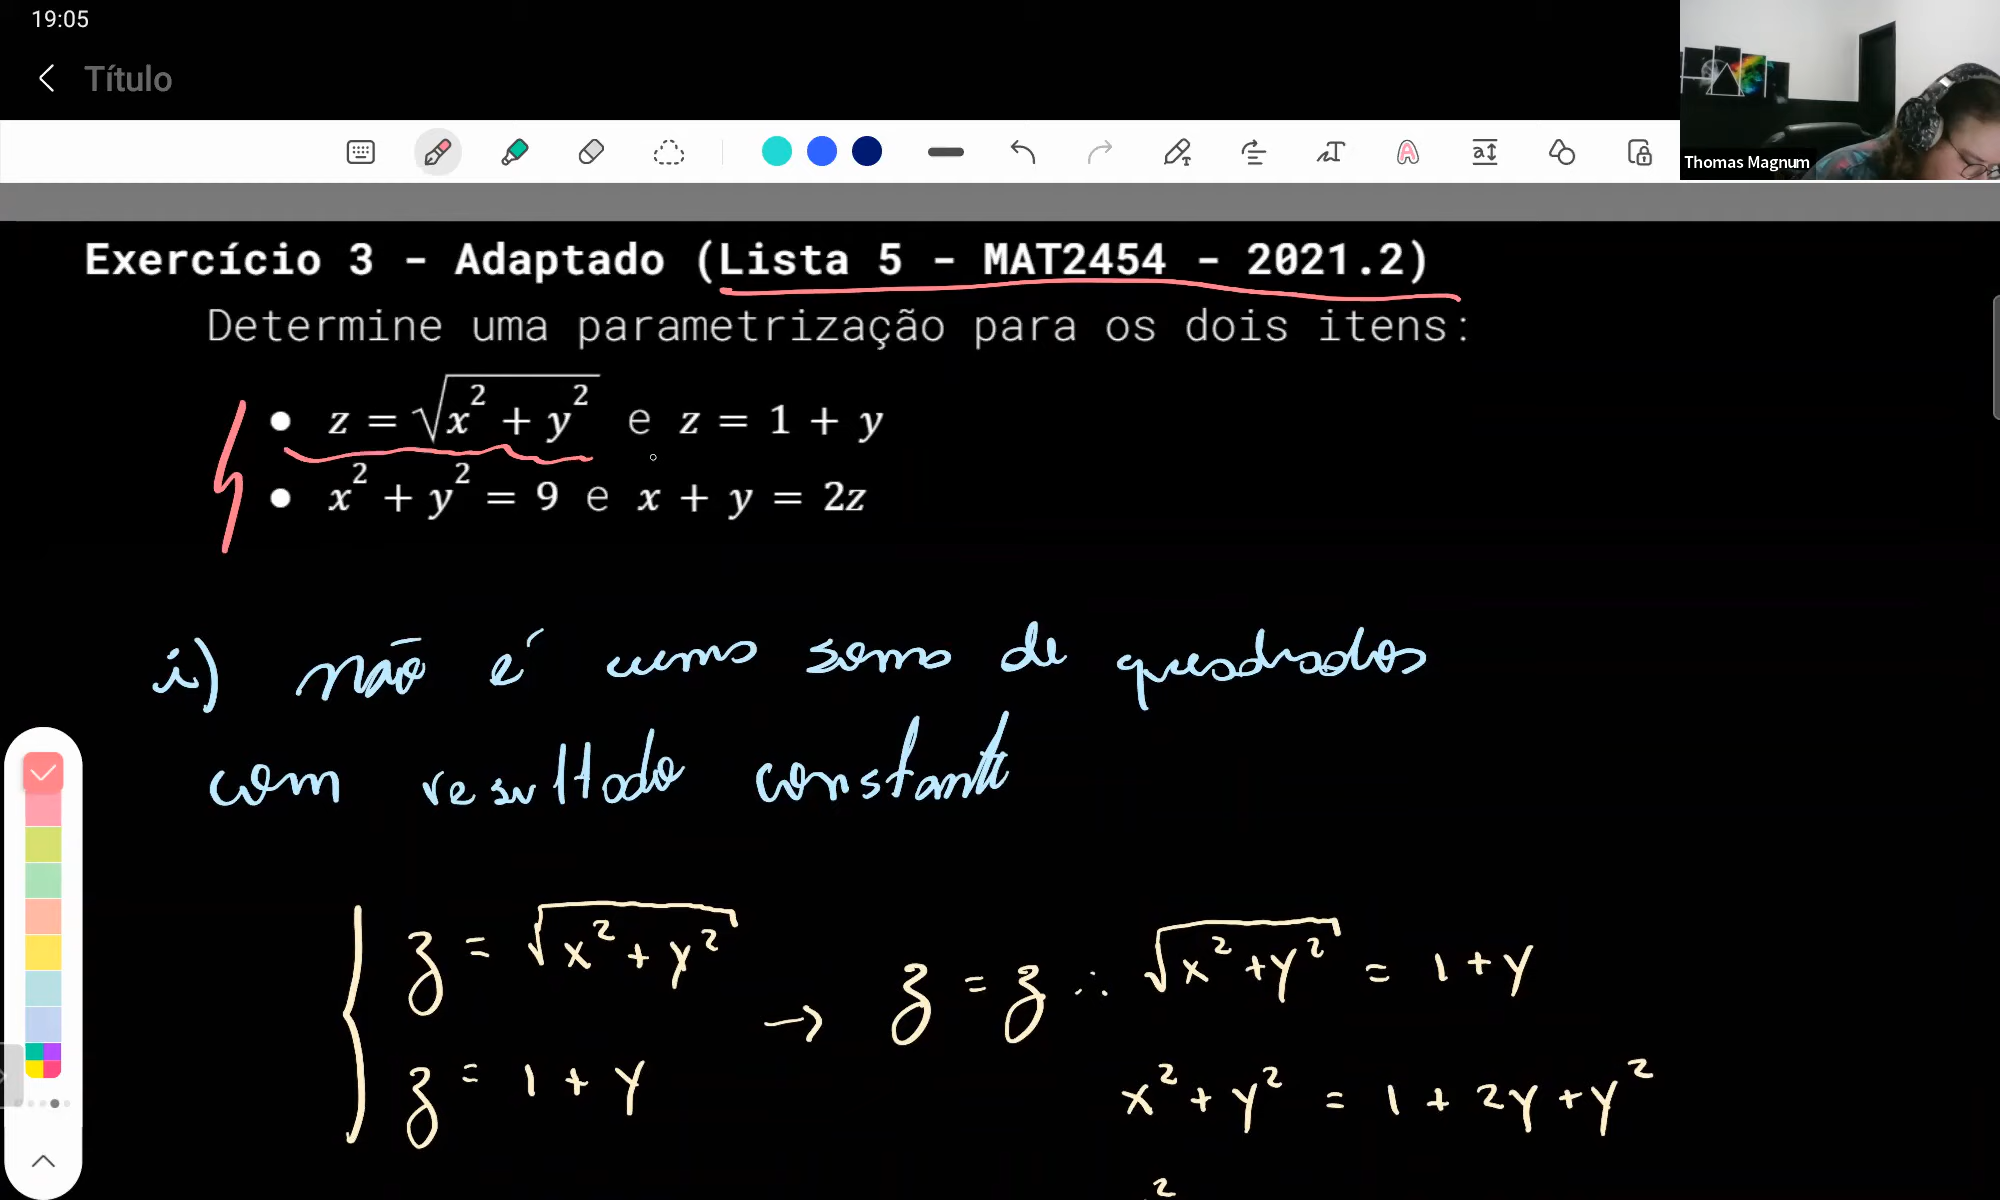 19:05
Título
Thomas Magnum
Exercício 3 - Adaptado (Lista 5 - MAT2454 - 2021.2)
Determine uma parametrização para os dois itens:
● z = √x² + y² e z = 1 + y
● x² + y² = 9 e x + y = 2z
i) não é como soma de quadrados
com resultado constante
z = √x² + y²
z = 1 + y
→ z = z ∴ √x² + y² = 1 + y
x² + y² = 1 + 2y + y²
2